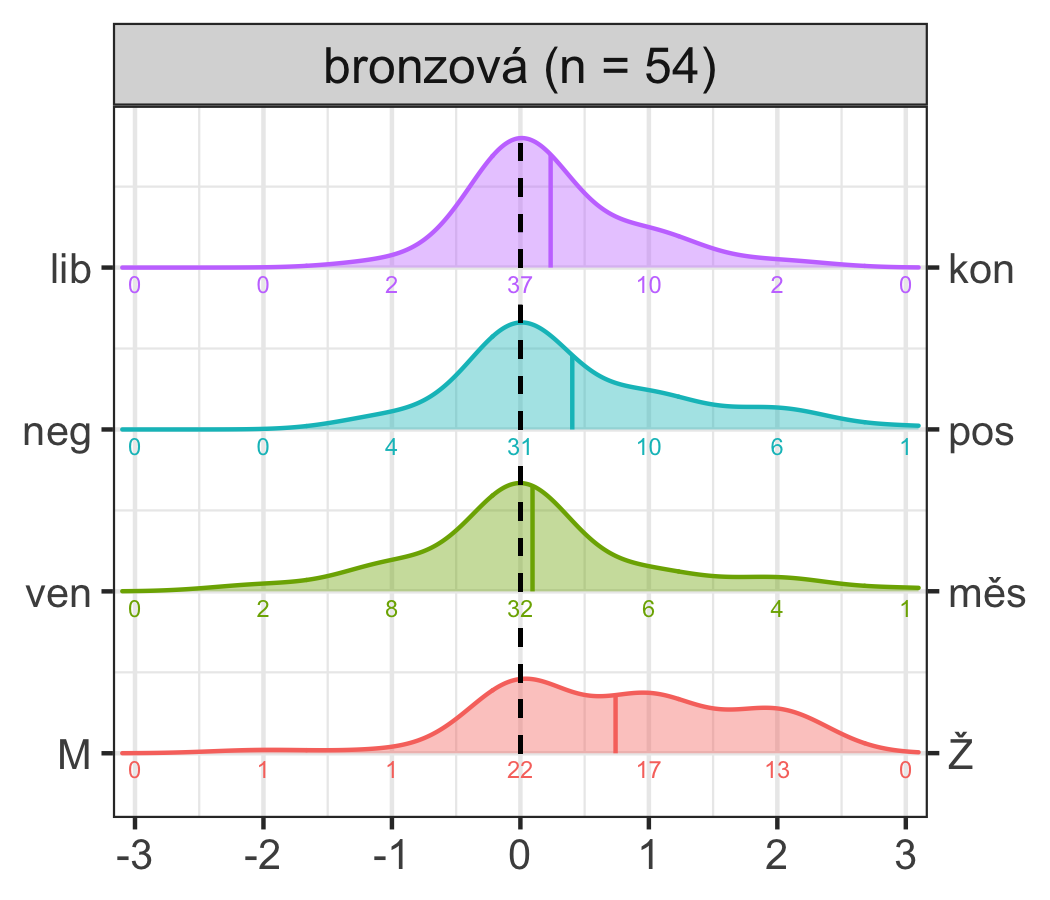 bronzová (n = 54)
lib kon
0 0 2 37 10 2 0
neg pos
0 0 4 31 10 6 1
ven měs
0 2 8 32 6 4 1
M Ž
0 1 1 22 17 13 0
-3 -2 -1 0 1 2 3